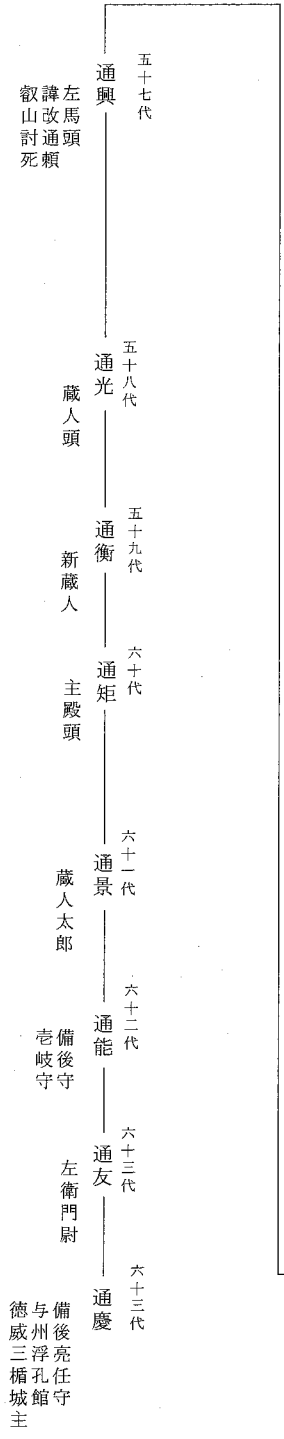 五十七代
通興
左馬頭
諱改通頼
叡山討死
五十八代
通光
蔵人頭
五十九代
通衡
新蔵人
六十代
通矩
主殿頭
六十一代
通景
蔵人太郎
六十二代
通能
備後守
壱岐守
六十三代
通友
左衛門尉
六十三代
通慶
備後亮任守
与州浮孔館
徳威三楯城主